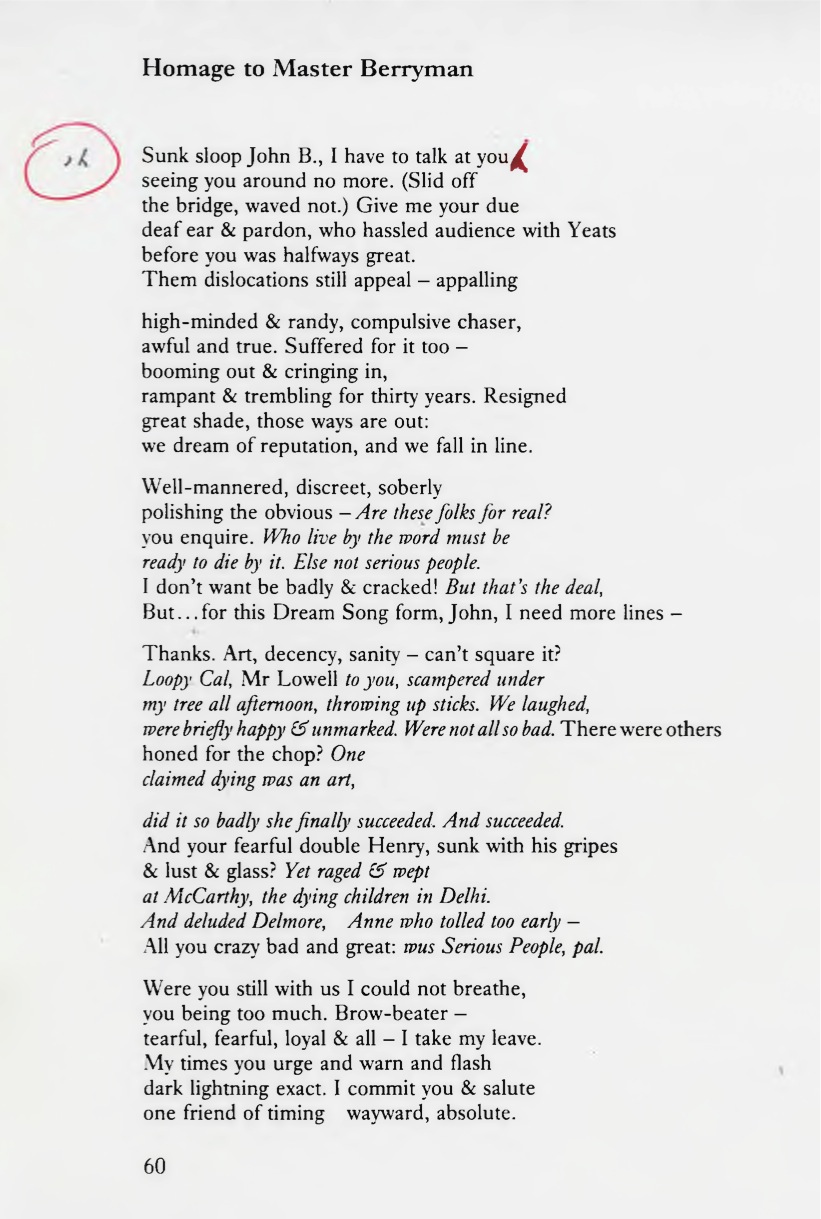 Homage to Master Berryman
Sunk sloop John B., I have to talk at you
seeing you around no more. (Slid off
the bridge, waved not.) Give me your due
deaf ear & pardon, who hassled audience with Yeats
before you was halfways great.
Them dislocations still appeal – appalling
high-minded & randy, compulsive chaser,
awful and true. Suffered for it too –
booming out & cringing in,
rampant & trembling for thirty years. Resigned
great shade, those ways are out:
we dream of reputation, and we fall in line.
Well-mannered, discreet, soberly
polishing the obvious – Are these folks for real?
you enquire. Who live by the word must be
ready to die by it. Else not serious people.
I don't want be badly & cracked! But that's the deal,
But...for this Dream Song form, John, I need more lines –
Thanks. Art, decency, sanity – can't square it?
Loopy Cal, Mr Lowell to you, scampered under
my tree all afternoon, throwing up sticks. We laughed,
were briefly happy & unmarked. Were not all so bad. There were others
honed for the chop? One
claimed dying was an art,
did it so badly she finally succeeded. And succeeded.
And your fearful double Henry, sunk with his gripes
& lust & glass? Yet raged & wept
at McCarthy, the dying children in Delhi.
And deluded Delmore,   Anne who tolled too early –
All you crazy bad and great: wus Serious People, pal.
Were you still with us I could not breathe,
you being too much. Brow-beater –
tearful, fearful, loyal & all – I take my leave.
My times you urge and warn and flash
dark lightning exact. I commit you & salute
one friend of timing   wayward, absolute.
60